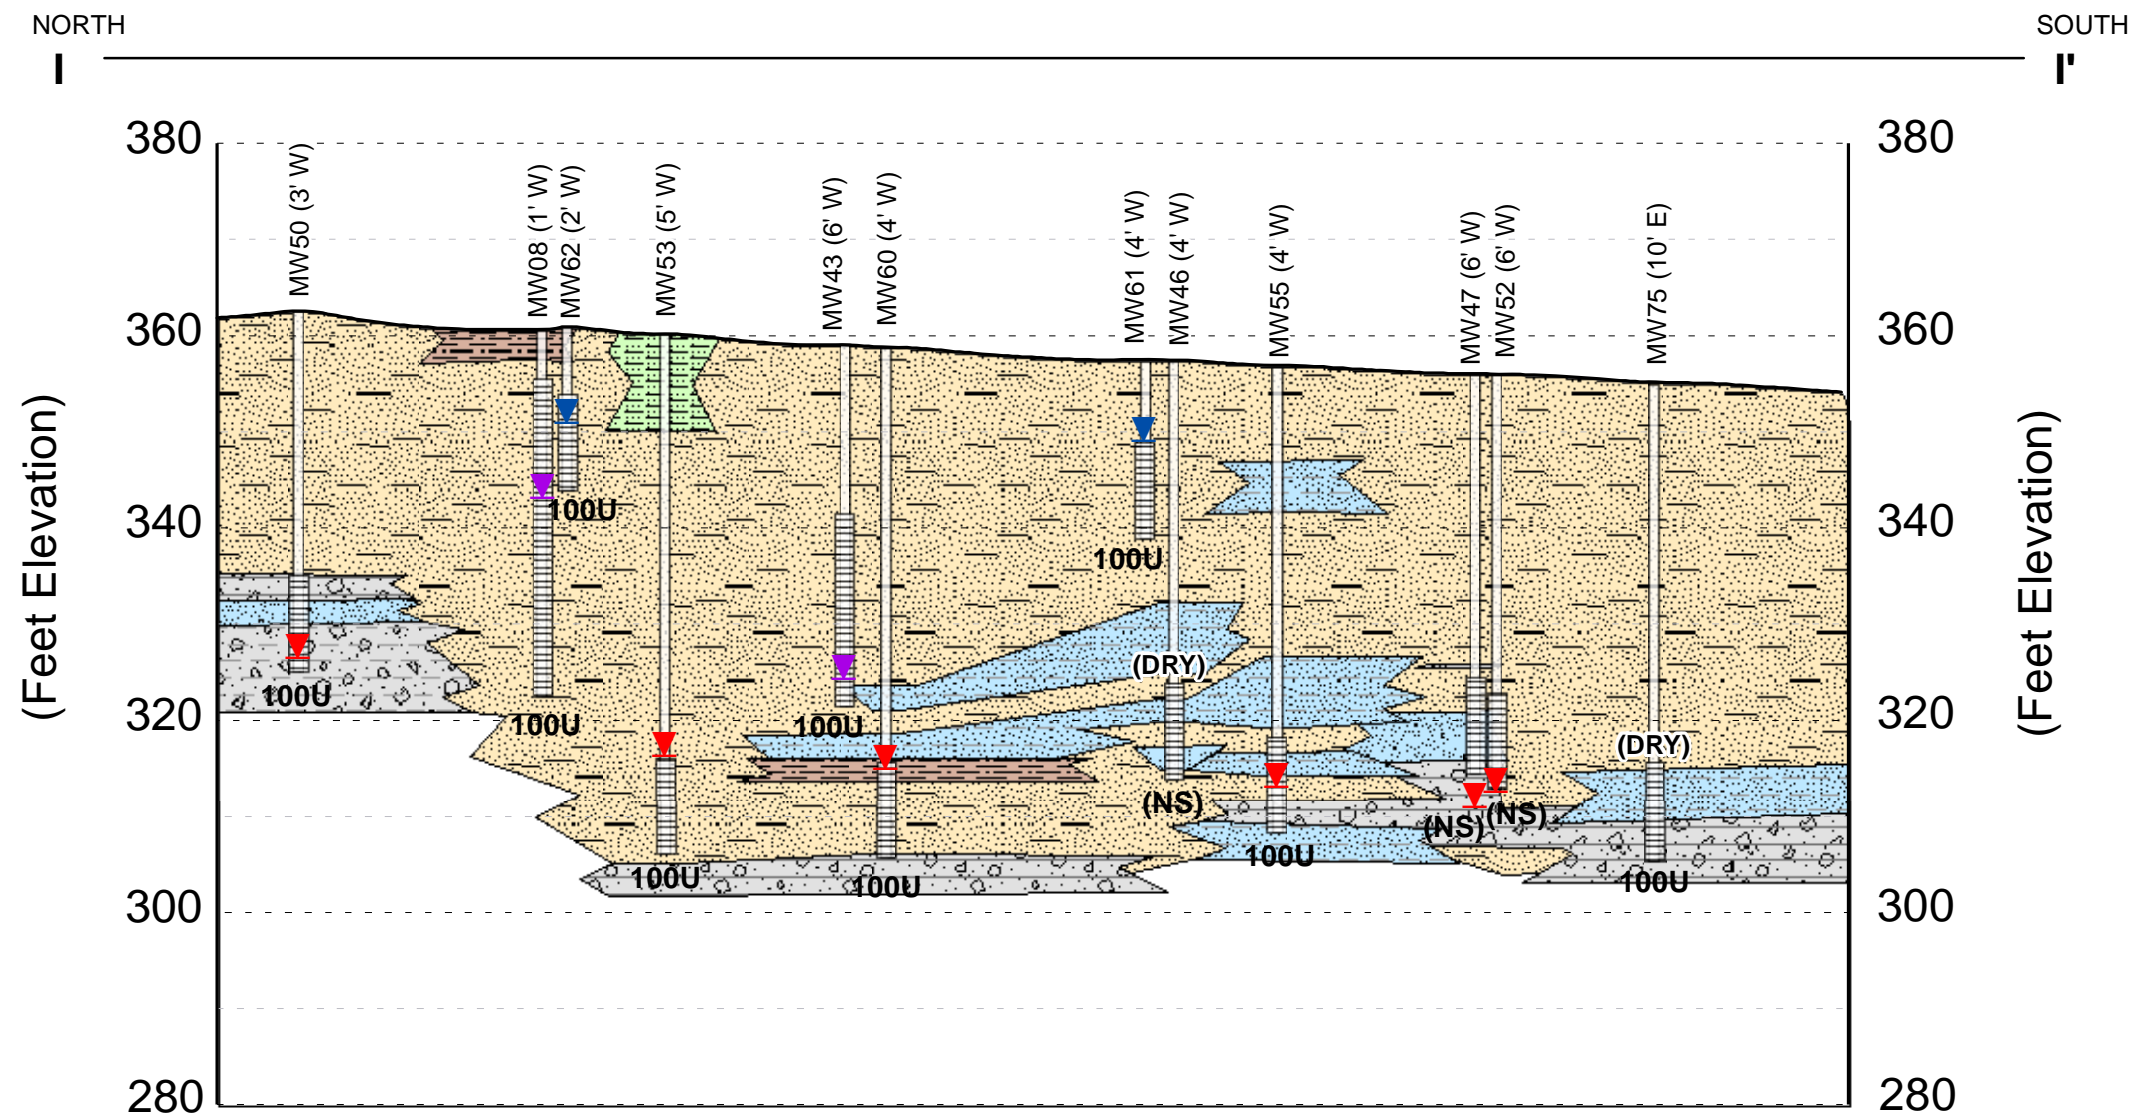 NORTH
SOUTH
I
I'
380
380
MW50 (3' W)
MW08 (1' W)
MW62 (2' W)
MW53 (5' W)
MW43 (6' W)
MW60 (4' W)
MW61 (4' W)
MW46 (4' W)
MW55 (4' W)
MW47 (6' W)
MW52 (6' W)
MW75 (10' E)
360
360
(Feet Elevation)
(Feet Elevation)
340
340
100U
100U
320
320
100U
100U
100U
(DRY)
(DRY)
(NS)
(NS)
(NS)
100U
100U
100U
100U
300
300
280
280